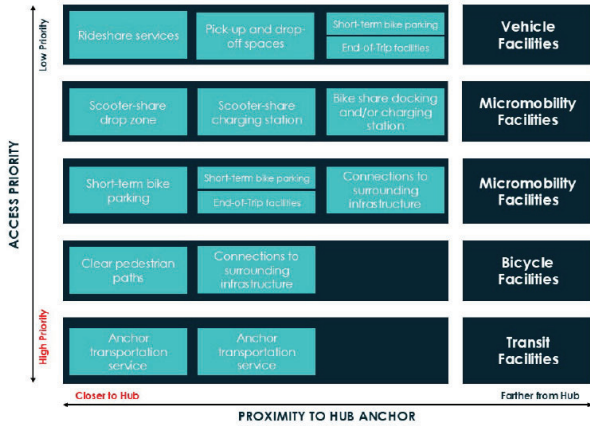 Low Priority
ACCESS PRIORITY
High Priority
Rideshare services
Pick-up and drop-
off spaces
Short-term bike parking
End-of-Trip facilities
Vehicle
Facilities
Scooter-share
drop zone
Scooter-share
charging station
Bike share docking
and/or charging
station
Micromobility
Facilities
Short-term bike
parking
Short-term bike parking
End-of-Trip facilities
Connections to
surrounding
infrastructure
Micromobility
Facilities
Clear pedestrian
paths
Connections to
surrounding
infrastructure
Bicycle
Facilities
Anchor
transportation
service
Anchor
transportation
service
Transit
Facilities
Closer to Hub
Farther from Hub
PROXIMITY TO HUB ANCHOR